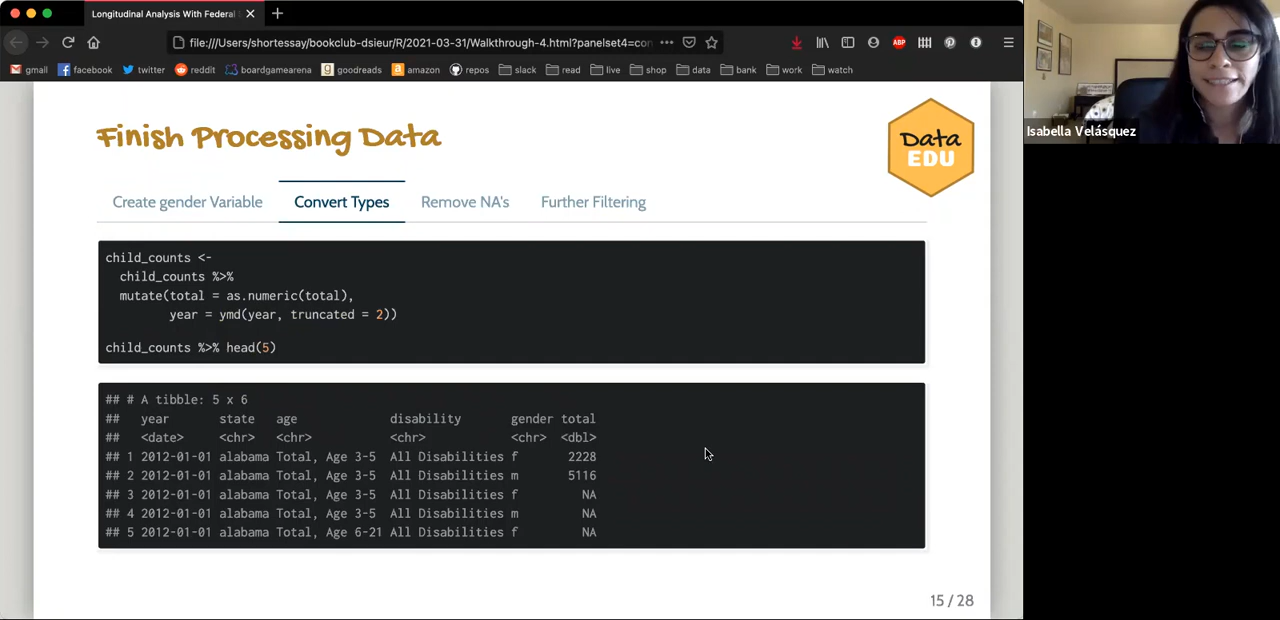 Longitudinal Analysis With Federal
file:///Users/shortessay/bookclub-dsieur/R/2021-03-31/Walkthrough-4.html?panelset4=con
ABP
gmail facebook twitter reddit boardgamearena goodreads amazon repos slack read live shop data bank work watch
Isabella Velásquez
Finish Processing Data
Data
EDU
Create gender Variable Convert Types Remove NA's Further Filtering
child_counts <-
  child_counts %>%
  mutate(total = as.numeric(total),
         year = ymd(year, truncated = 2))
child_counts %>% head(5)
## # A tibble: 5 x 6
##   year       state   age             disability       gender total
##   <date>     <chr>   <chr>           <chr>            <chr>  <dbl>
## 1 2012-01-01 alabama Total, Age 3-5  All Disabilities f       2228
## 2 2012-01-01 alabama Total, Age 3-5  All Disabilities m       5116
## 3 2012-01-01 alabama Total, Age 3-5  All Disabilities f         NA
## 4 2012-01-01 alabama Total, Age 3-5  All Disabilities m         NA
## 5 2012-01-01 alabama Total, Age 6-21 All Disabilities f         NA
15 / 28